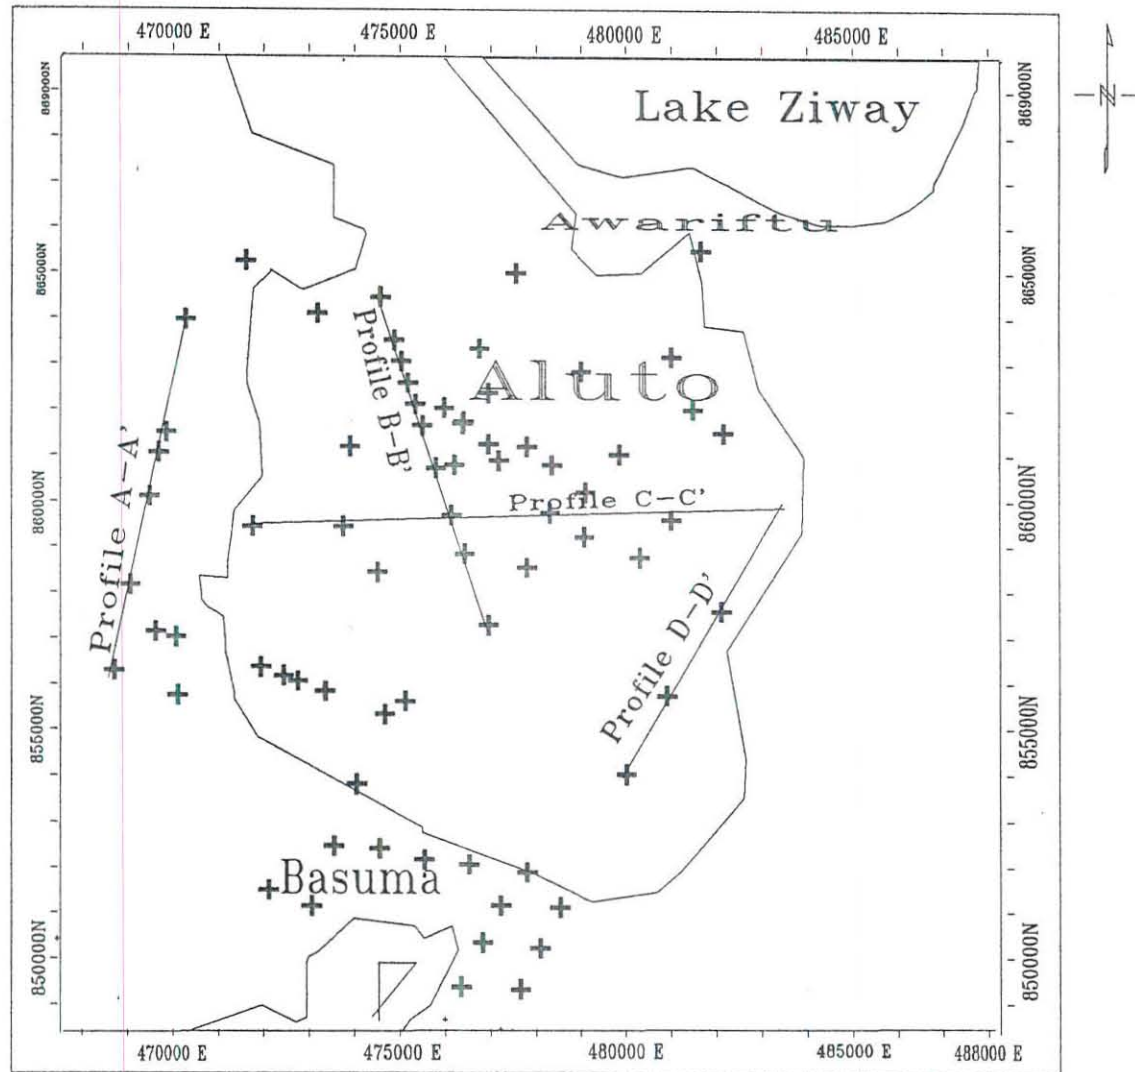 470000 E 475000 E 480000 E 485000 E
869000N
869000N
Lake Ziway
N
Awariftu
865000N
865000N
Profile B-B'
Aluto
Profile A-A'
860000N
Profile C-C'
860000N
Profile D-D'
855000N
855000N
Basuma
850000N
850000N
470000 E 475000 E 480000 E 485000 E 488000 E